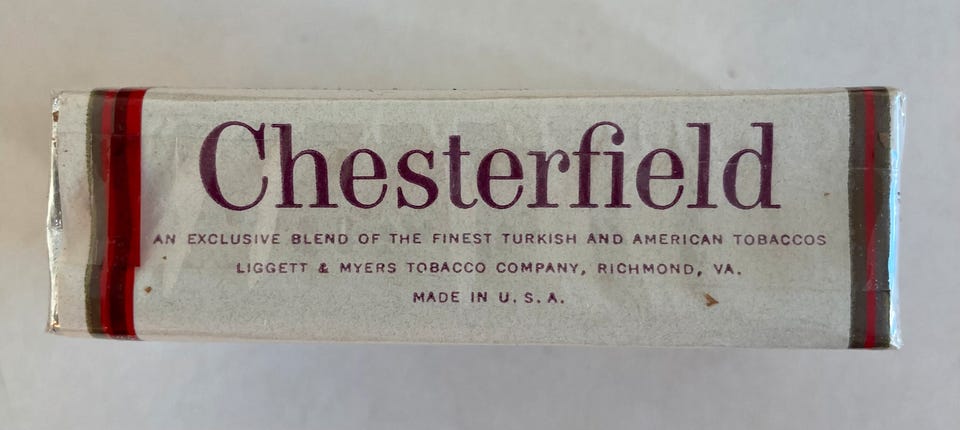 Chesterfield
AN EXCLUSIVE BLEND OF THE FINEST TURKISH AND AMERICAN TOBACCOS
LIGGETT & MYERS TOBACCO COMPANY, RICHMOND, VA.
MADE IN U. S. A.